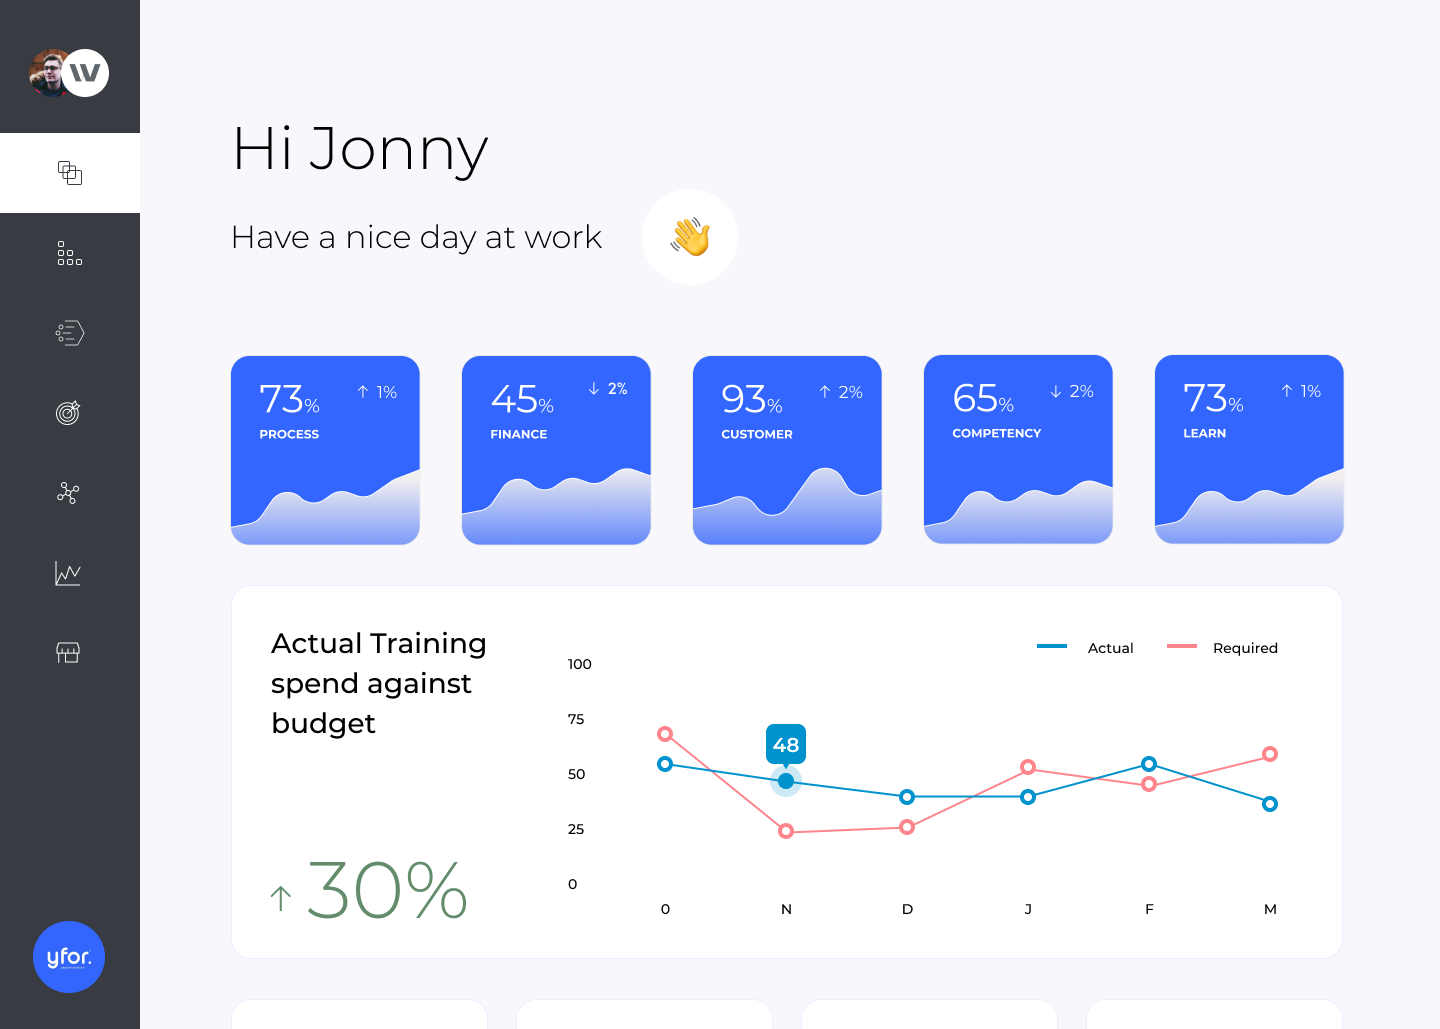 W
Hi Jonny
Have a nice day at work
73% ↑ 1%
PROCESS
45% ↓ 2%
FINANCE
93% ↑ 2%
CUSTOMER
65% ↓ 2%
COMPETENCY
73% ↑ 1%
LEARN
Actual Training
spend against
budget
↑ 30%
Actual
Required
100
75
50
25
0
48
0
N
D
J
F
M
yfor.